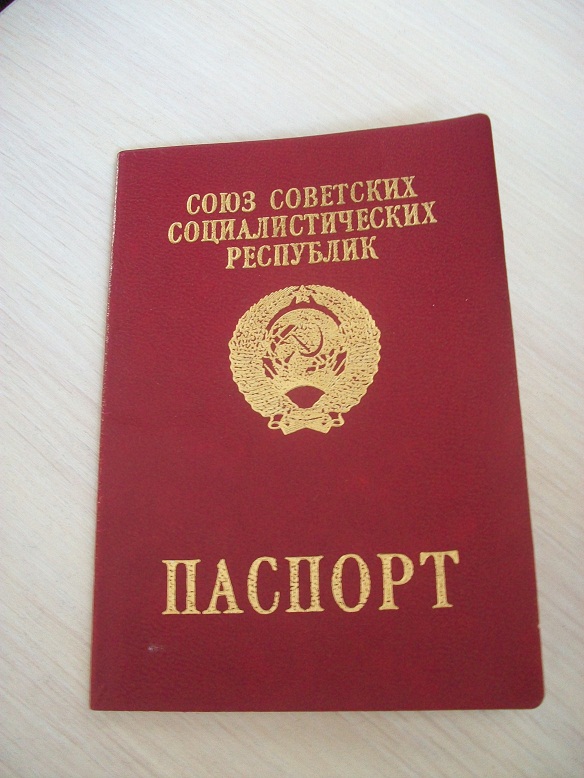 СОЮЗ СОВЕТСКИХ
СОЦИАЛИСТИЧЕСКИХ
РЕСПУБЛИК
ПАСПОРТ